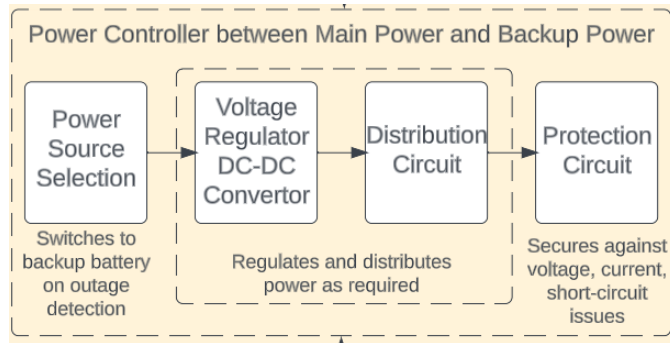 Power Controller between Main Power and Backup Power
Power
Source
Selection
Voltage
Regulator
DC-DC
Convertor
Distribution
Circuit
Protection
Circuit
Switches to
backup battery
on outage
detection
Regulates and distributes
power as required
Secures against
voltage, current,
short-circuit
issues